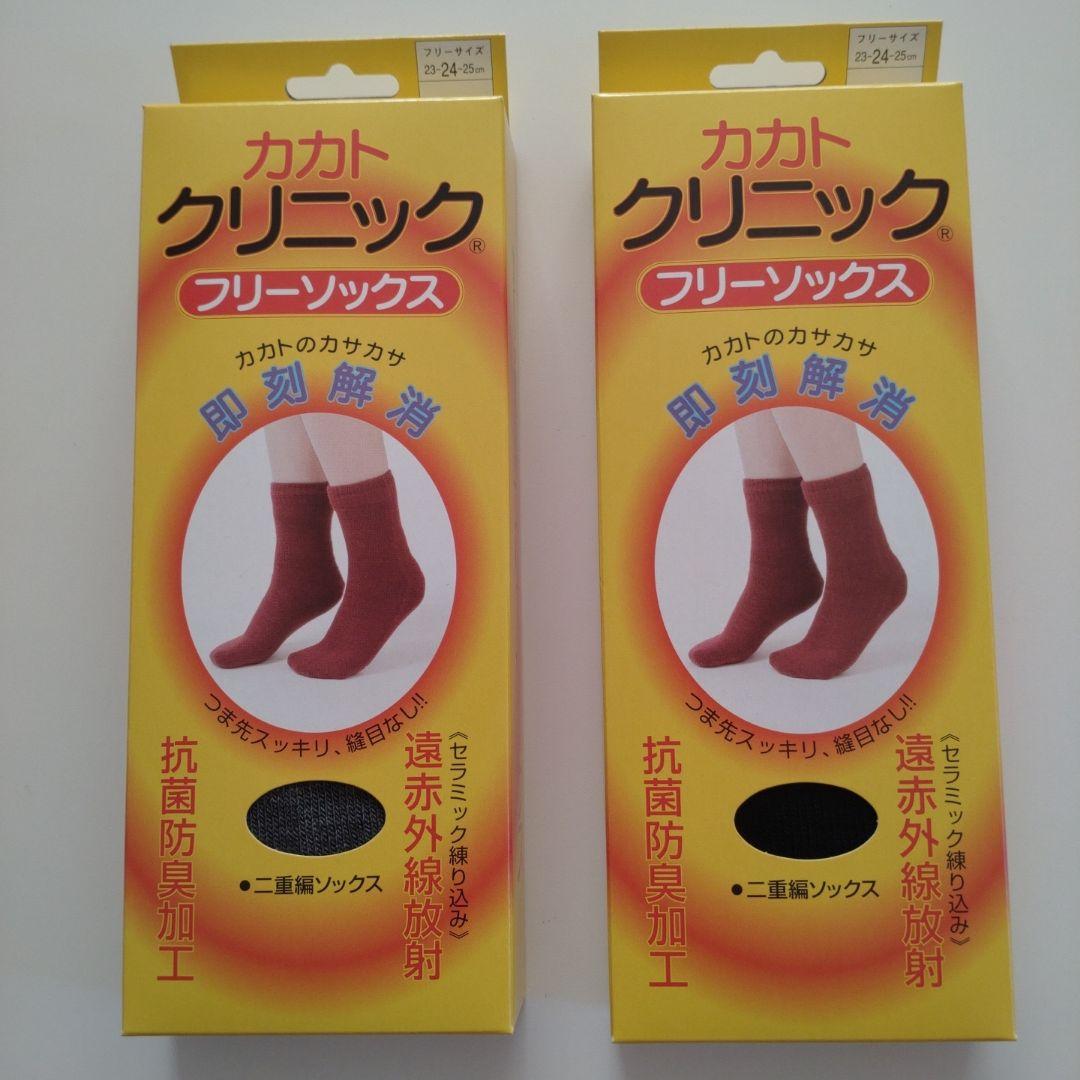 フリーサイズ
23-24-25cm
カカト
クリニック®
フリーソックス
カカトのカサカサ
即刻解消
つま先スッキリ、縫目なし!!
《セラミック練り込み》
遠赤外線放射
抗菌防臭加工
●二重編ソックス
フリーサイズ
23-24-25cm
カカト
クリニック®
フリーソックス
カカトのカサカサ
即刻解消
つま先スッキリ、縫目なし!!
《セラミック練り込み》
遠赤外線放射
抗菌防臭加工
●二重編ソックス